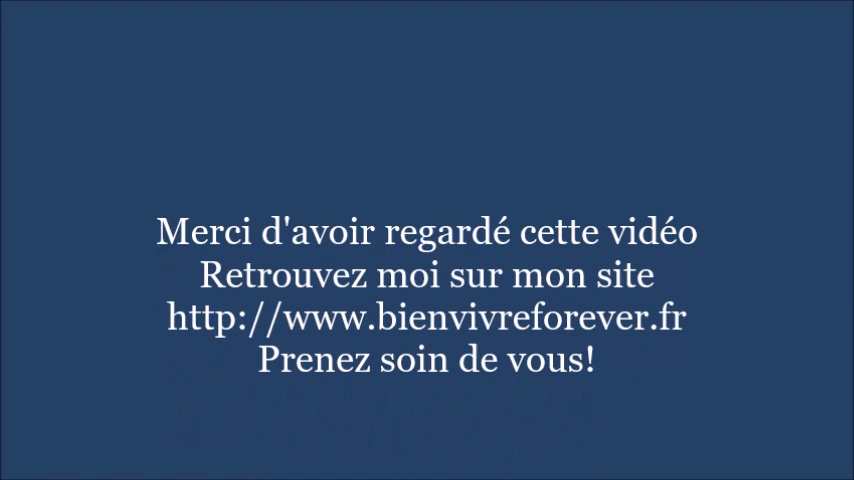 Merci d'avoir regardé cette vidéo
Retrouvez moi sur mon site
http://www.bienvivreforever.fr
Prenez soin de vous!